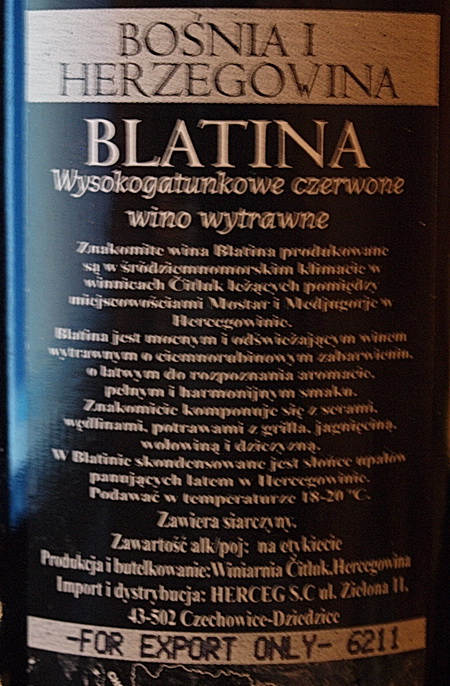 BOŚNIA I
HERZEGOWINA
BLATINA
Wysokogatunkowe czerwone
wino wytrawne
Znakomite wina Blatina produkowane
są w śródziemnomorskim klimacie w
winnicach Čitluk leżących pomiędzy
miejscowościami Mostar i Medjugorje w
Hercegowinie.
Blatina jest mocnym i odświeżającym winem
wytrawnym o ciemnorubinowym zabarwieniu,
o łatwym do rozpoznania aromacie,
pełnym i harmonijnym smaku.
Znakomicie komponuje się z serami,
wędlinami, potrawami z grilla, jagnięciną,
wołowiną i dziczyzną.
W Blatinie skondensowane jest słońce upałów
panujących latem w Hercegowinie.
Podawać w temperaturze 18-20 °C.
Zawiera siarczyny.
Zawartość alk/poj: na etykiecie
Produkcja i butelkowanie:Winiarnia Čitluk.Hercegowina
Import i dystrybucja: HERCEG S.C ul. Zielona 11,
43-502 Czechowice-Dziedzice
-FOR EXPORT ONLY- 6211